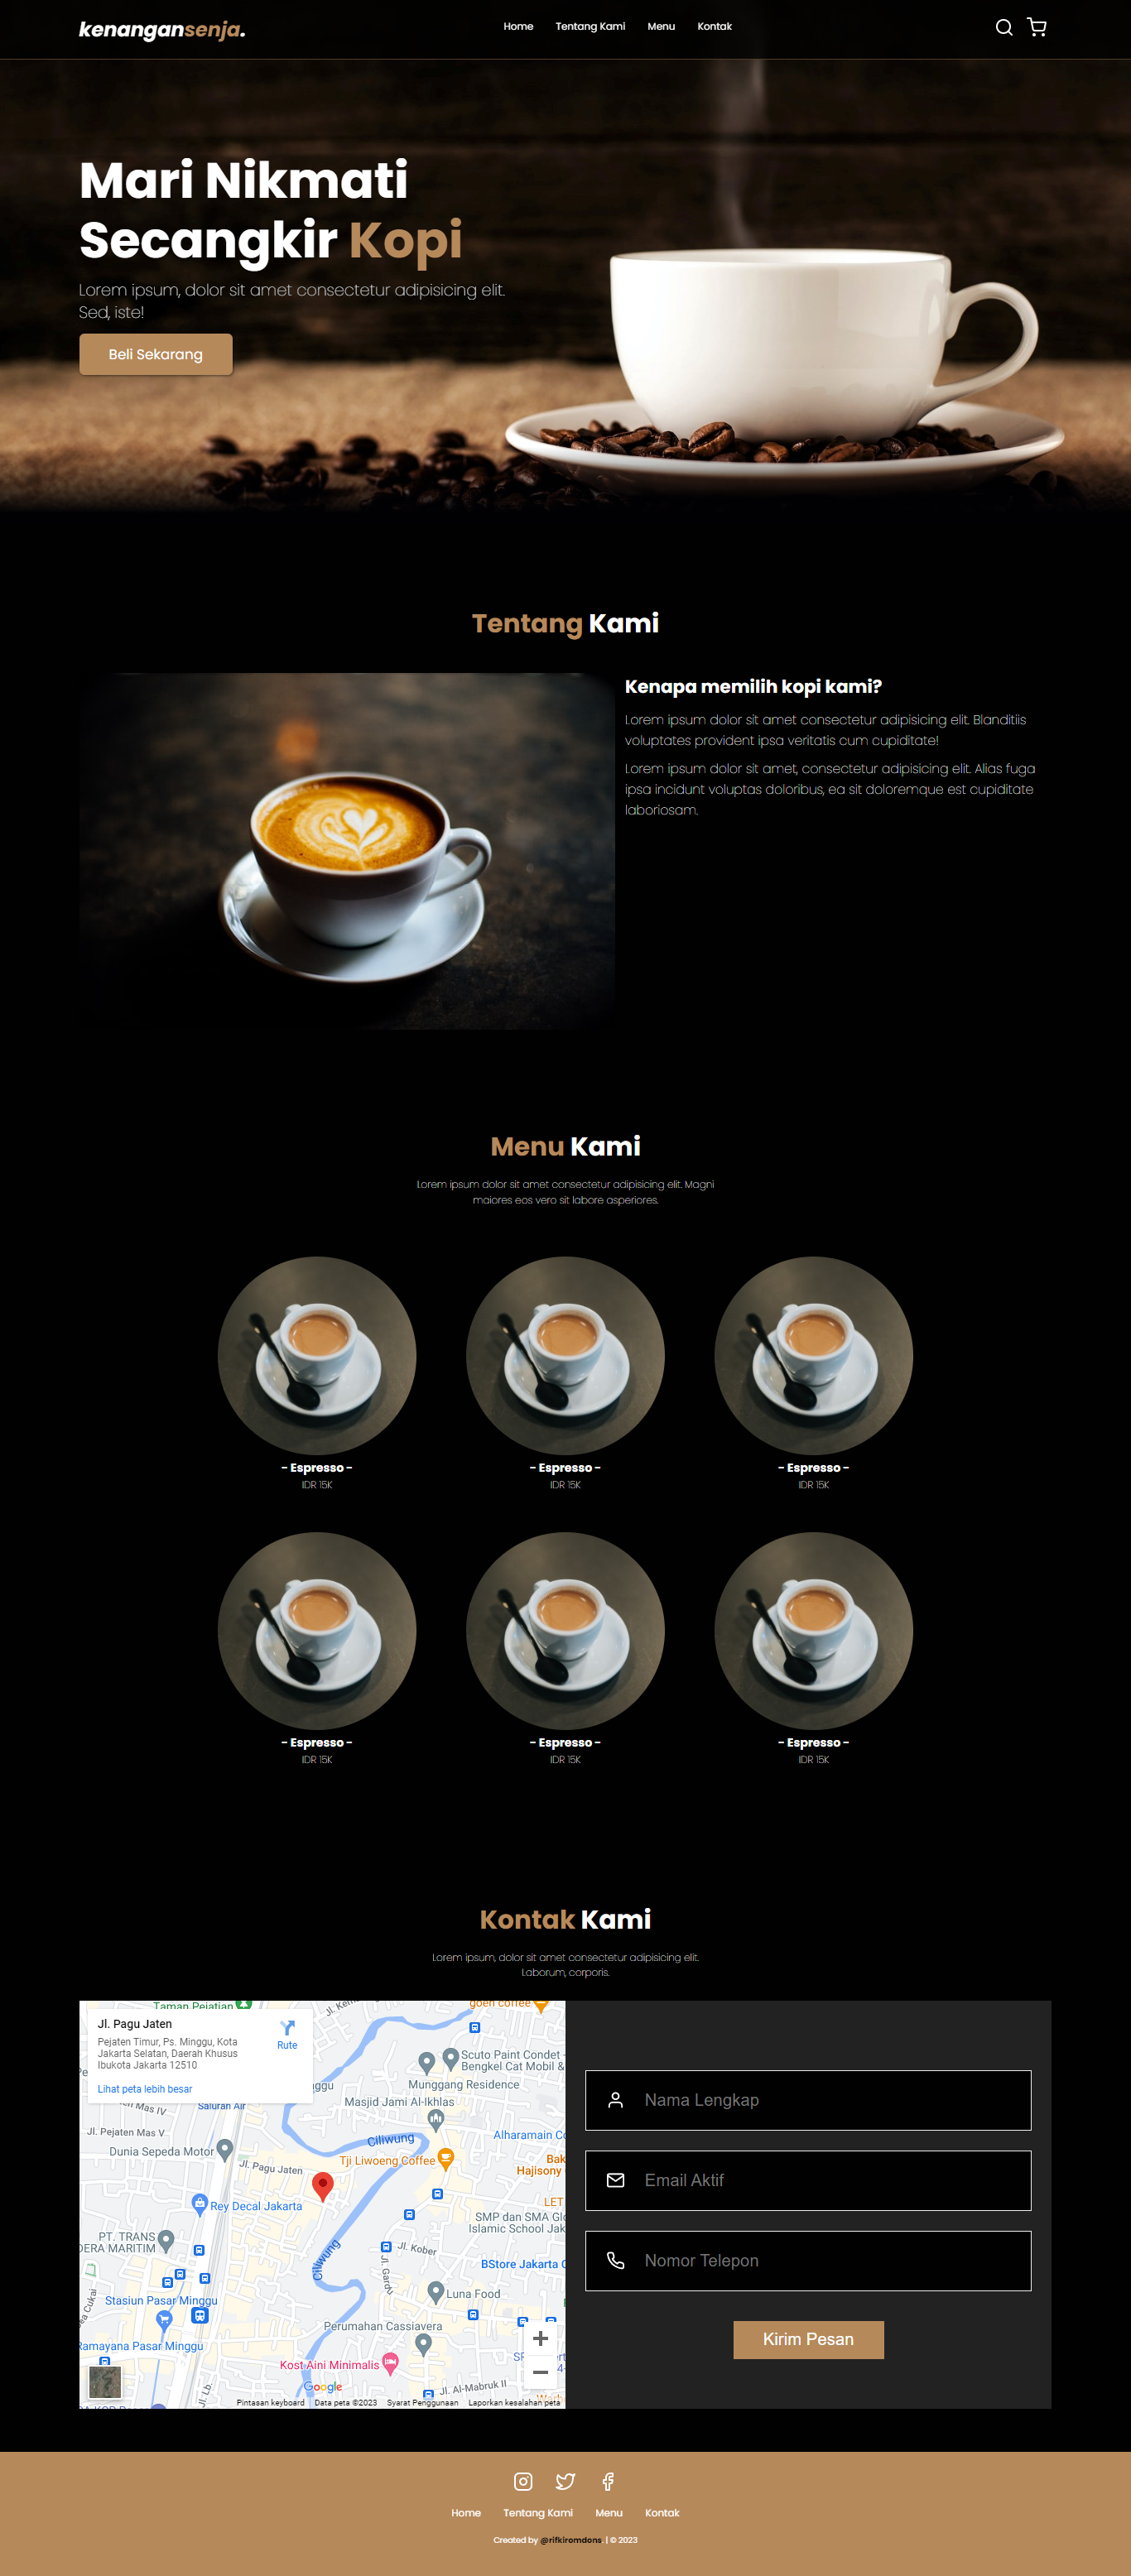 kenangansenja.
Home Tentang Kami Menu Kontak
Mari Nikmati
Secangkir Kopi
Lorem ipsum, dolor sit amet consectetur adipisicing elit.
Sed, iste!
Beli Sekarang
Tentang Kami
Kenapa memilih kopi kami?
Lorem ipsum dolor sit amet consectetur adipisicing elit. Blanditiis
voluptates provident ipsa veritatis cum cupiditate!
Lorem ipsum dolor sit amet, consectetur adipisicing elit. Alias fuga
ipsa incidunt voluptas doloribus, ea sit doloremque est cupiditate
laboriosam.
Menu Kami
Lorem ipsum dolor sit amet consectetur adipisicing elit. Magni
maiores eos vero sit labore asperiores.
- Espresso - - Espresso - - Espresso -
IDR 15K IDR 15K IDR 15K
- Espresso - - Espresso - - Espresso -
IDR 15K IDR 15K IDR 15K
Kontak Kami
Lorem ipsum, dolor sit amet consectetur adipisicing elit.
Laborum, corporis.
Taman Pejatian
goen coffee
Jl. Pagu Jaten
Pejaten Timur, Ps. Minggu, Kota
Jakarta Selatan, Daerah Khusus
Ibukota Jakarta 12510
Rute
Lihat peta lebih besar
Scuto Paint Condet -
Bengkel Cat Mobil &
Munggang Residence
Masjid Jami Al-Ikhlas
Saluran Air
Jl. Pejaten Mas V
Dunia Sepeda Motor
Ciliwung
Alharamain
Tji Liwoeng Coffee
Hajisony
Jl. Pagu Jaten
Rey Decal Jakarta
LET
SMP dan SMA
Islamic School
PT. TRANS
DERA MARITIM
Jl. Kober
Ciliwung
BStore Jakarta
Stasiun Pasar Minggu
Luna Food
Perumahan Cassiavera
Ramayana Pasar Minggu
Kost Aini Minimalis
Jl. Al-Mabruk II
Google
Pintasan keyboard Data peta ©2023 Syarat Penggunaan Laporkan kesalahan peta
Nama Lengkap
Email Aktif
Nomor Telepon
Kirim Pesan
Home Tentang Kami Menu Kontak
Created by @rifkiromdons. | © 2023